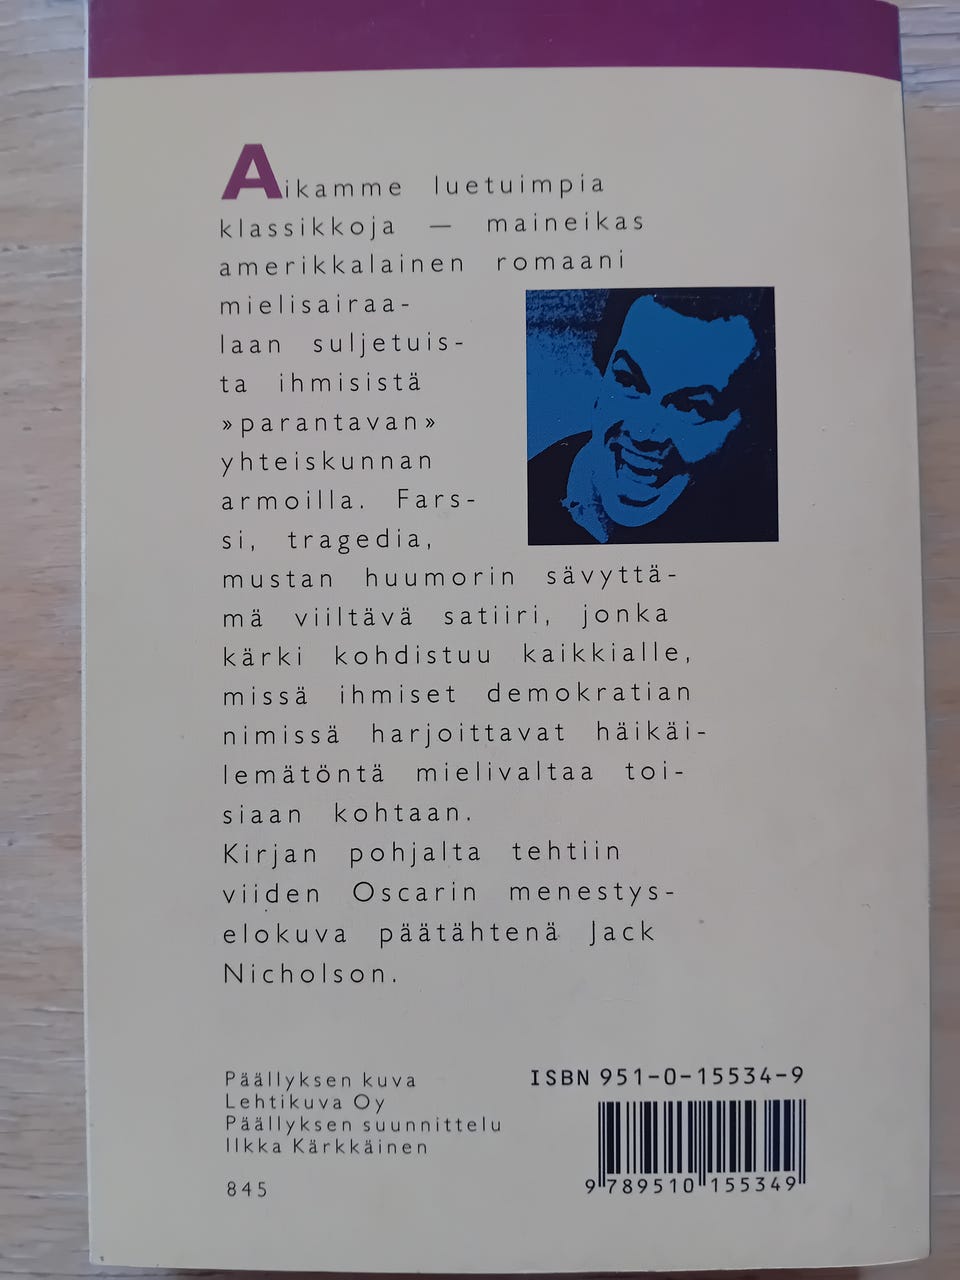 Aikamme luetuimpia
klassikkoja — maineikas
amerikkalainen romaani
mielisairaa-
laan suljetuis-
ta ihmisistä
»parantavan»
yhteiskunnan
armoilla. Fars-
si, tragedia,
mustan huumorin sävyttä-
mä viiltävä satiiri, jonka
kärki kohdistuu kaikkialle,
missä ihmiset demokratian
nimissä harjoittavat häikäi-
lemätöntä mielivaltaa toi-
siaan kohtaan.
Kirjan pohjalta tehtiin
viiden Oscarin menestys-
elokuva päätähtenä Jack
Nicholson.
Päällyksen kuva
Lehtikuva Oy
Päällyksen suunnittelu
Ilkka Kärkkäinen
845
ISBN 951-0-15534-9
9 789510 155349